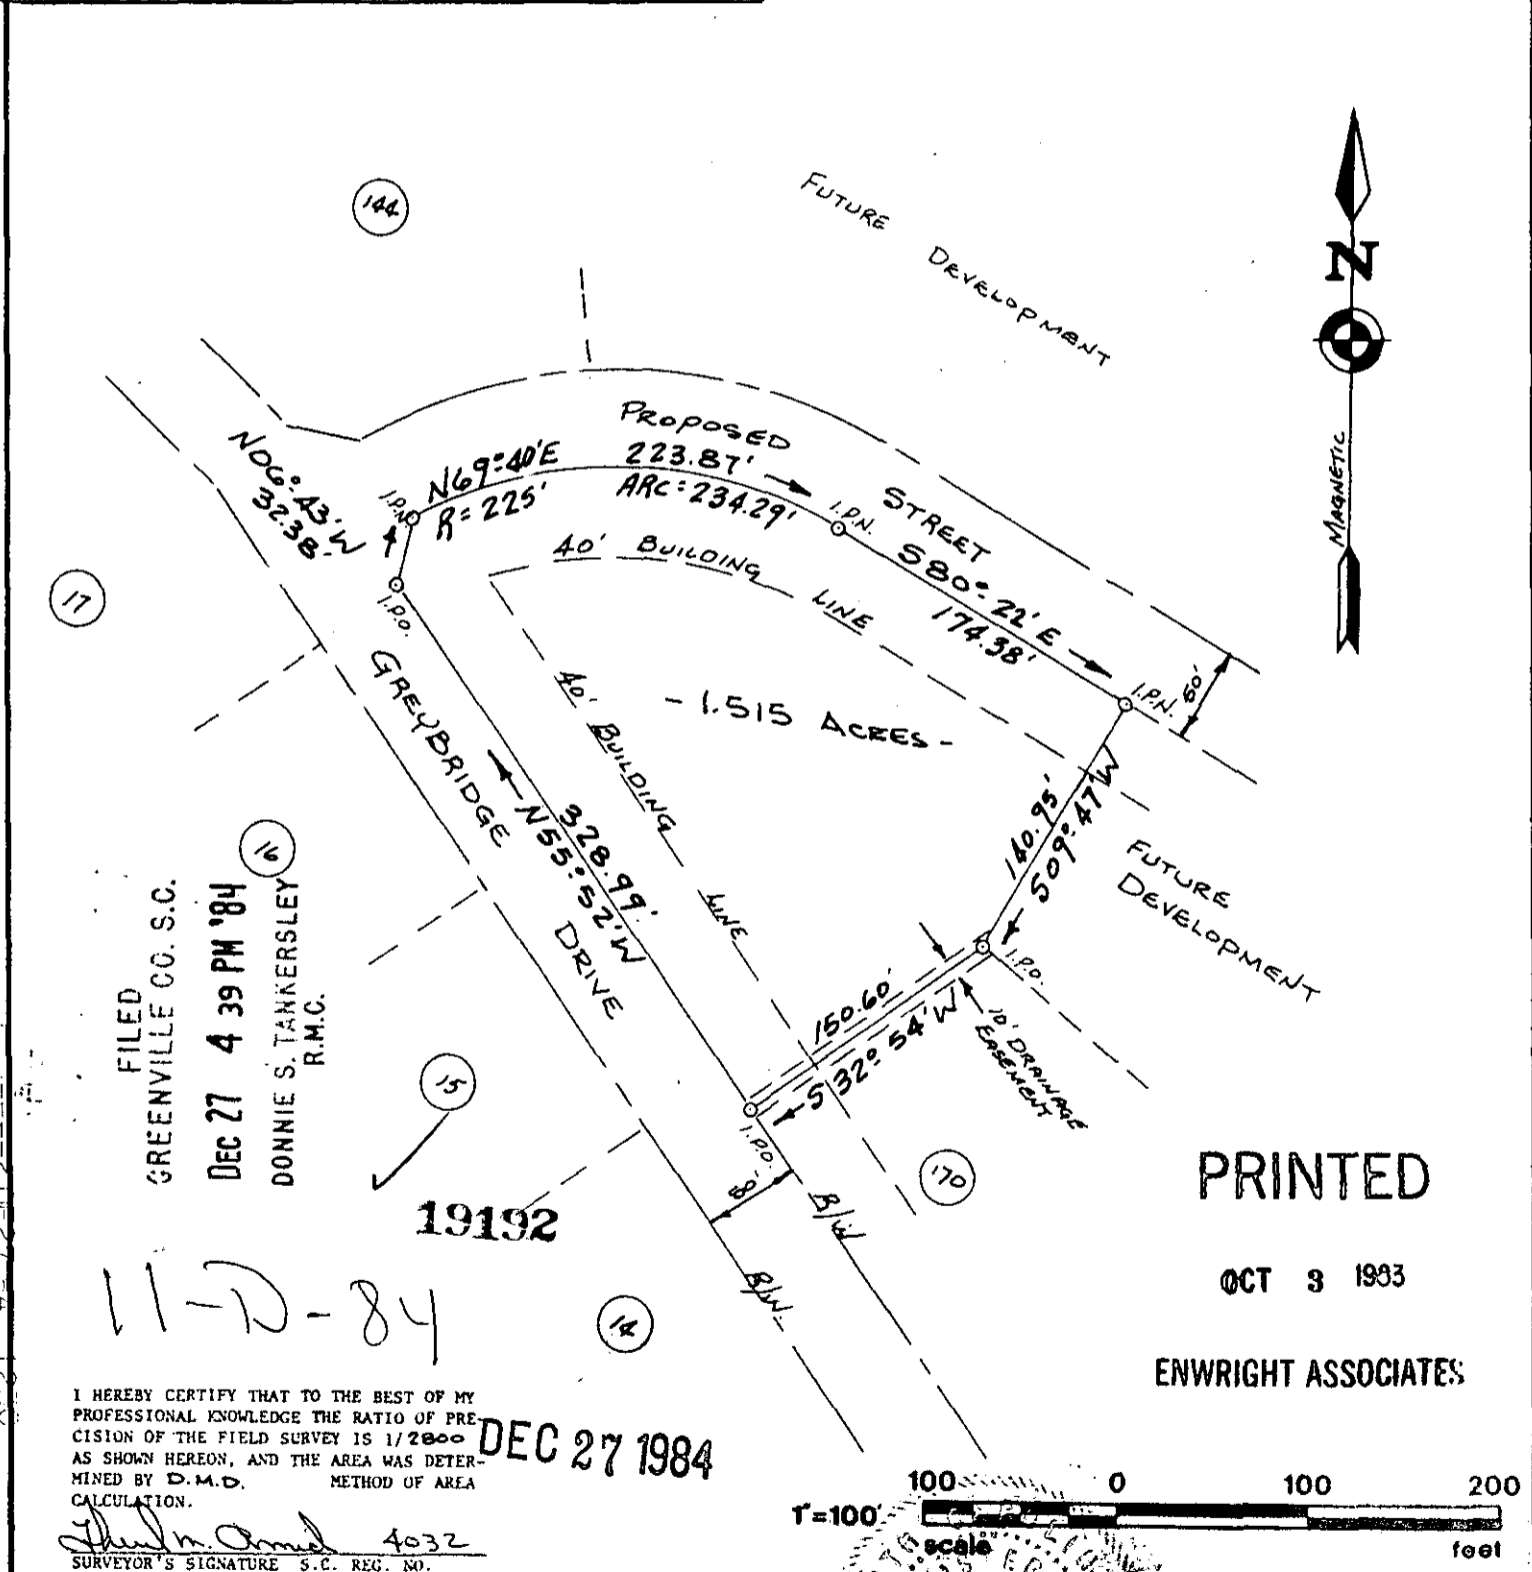 144
FUTURE
DEVELOPMENT
N
MAGNETIC
PROPOSED
223.87'
ARC=234.29'
STREET
N06°43'W
32.38'
I.P.N.
N69°40'E
R=225'
I.P.N.
S80°22'E
174.38'
40' BUILDING LINE
I.P.N.
17
I.P.O.
GREYBRIDGE DRIVE
40' BUILDING LINE
- 1.515 ACRES -
328.99'
N55°52'W
140.95'
S09°47'W
FUTURE
DEVELOPMENT
16
FILED
GREENVILLE CO. S.C.
DEC 27 4 39 PM '84
DONNIE S. TANKERSLEY
R.M.C.
150.60'
S32°54'W
I.P.O.
10' DRAINAGE
EASEMENT
15
I.P.O.
R/W
170
19192
R/W.
11-D-84
14
PRINTED
OCT 3 1983
ENWRIGHT ASSOCIATES
I HEREBY CERTIFY THAT TO THE BEST OF MY
PROFESSIONAL KNOWLEDGE THE RATIO OF PRE-
CISION OF THE FIELD SURVEY IS 1/2800
AS SHOWN HEREON, AND THE AREA WAS DETER-
MINED BY D.M.D. METHOD OF AREA
CALCULATION.
4032
SURVEYOR'S SIGNATURE S.C. REG. NO.
DEC 27 1984
100 0 100 200
1"=100'
scale feet